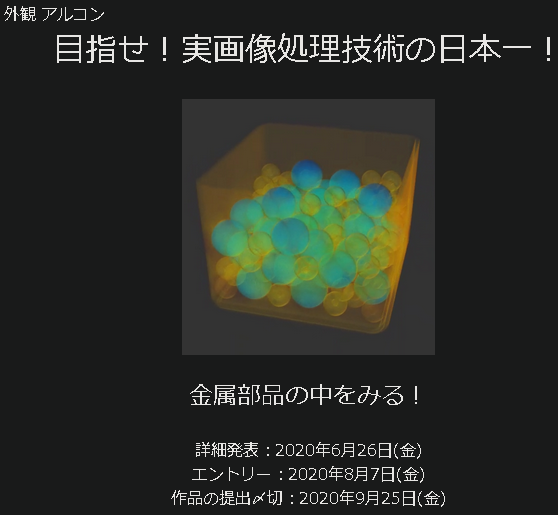 外観 アルコン
目指せ！実画像処理技術の日本一！
金属部品の中をみる！
詳細発表：2020年6月26日(金)
エントリー：2020年8月7日(金)
作品の提出〆切：2020年9月25日(金)